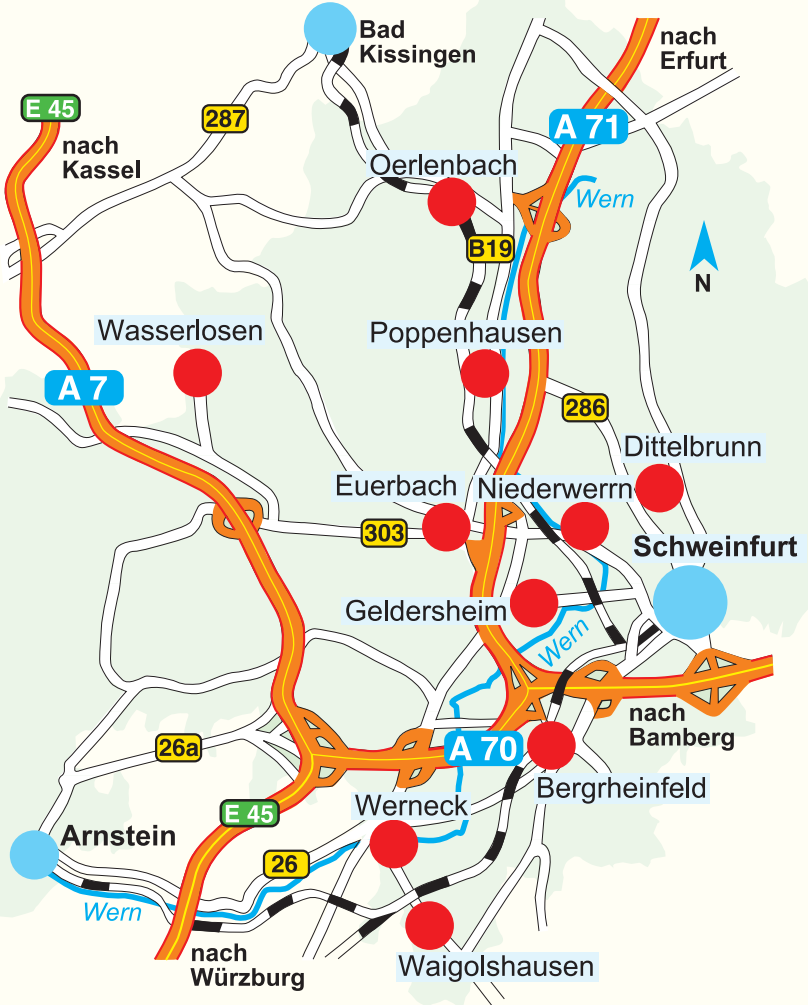 Bad
Kissingen
nach
Erfurt
E 45
287
A 71
nach
Kassel
Oerlenbach
Wern
B19
N
Wasserlosen
Poppenhausen
A 7
286
Dittelbrunn
Euerbach
Niederwerrn
303
Schweinfurt
Geldersheim
Wern
nach
Bamberg
26a
A 70
Bergrheinfeld
E 45
Werneck
Arnstein
26
Wern
nach
Würzburg
Waigolshausen